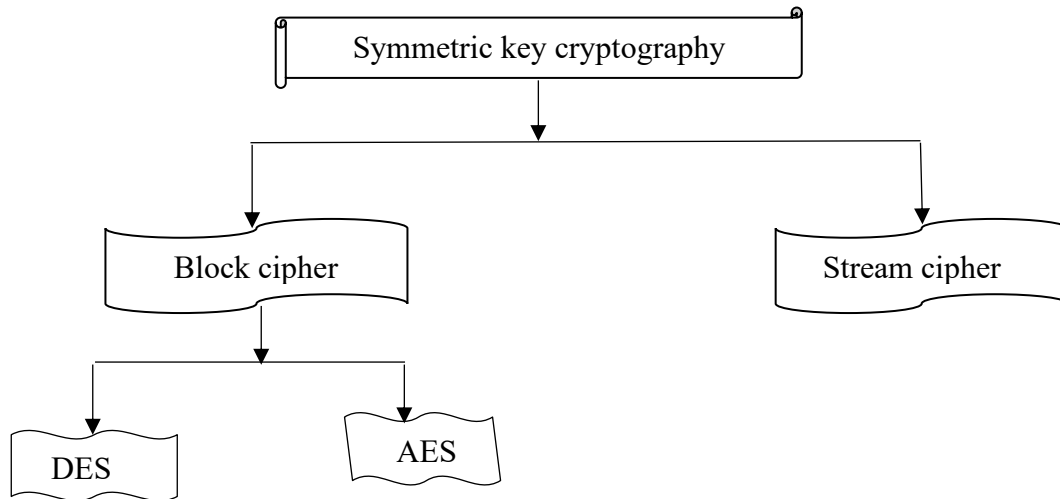 Symmetric key cryptography
Block cipher
Stream cipher
DES
AES